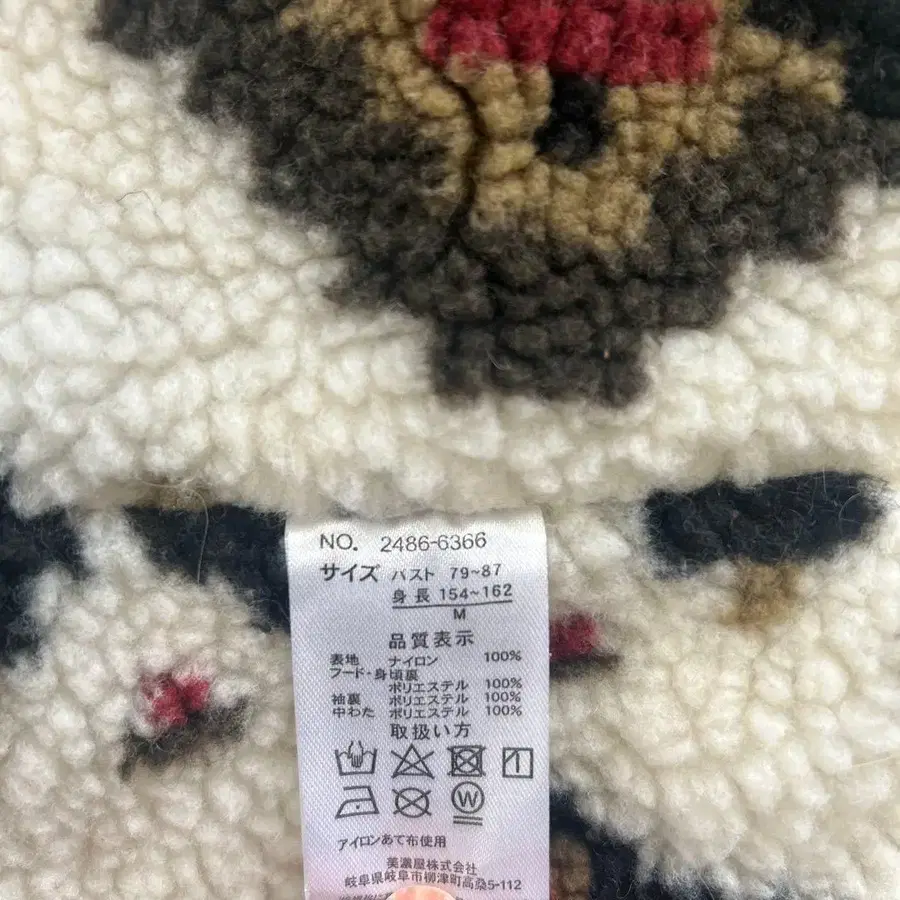 NO. 2486-6366
サイズ バスト 79~87
身長 154~162
M
品質表示
表地 ナイロン 100%
フード・身頃裏
ポリエステル 100%
袖裏 ポリエステル 100%
中わた ポリエステル 100%
取扱い方
W
アイロンあて布使用
美濃屋株式会社
岐阜県岐阜市柳津町高桑5-112